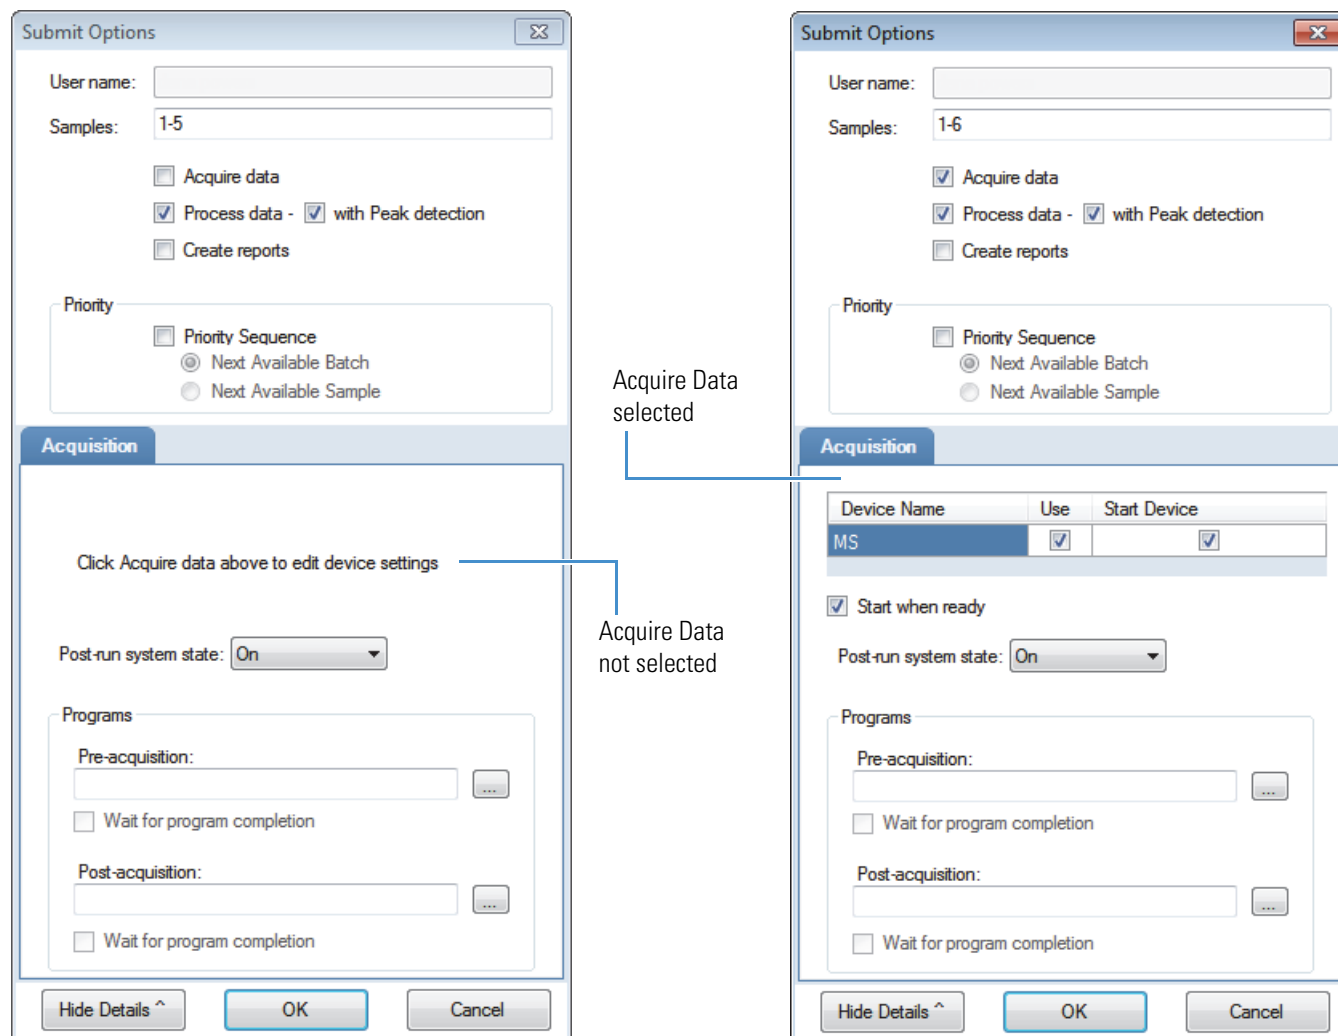 Submit Options
User name:
Samples: 1-5
Acquire data
Process data - with Peak detection
Create reports
Priority
Priority Sequence
Next Available Batch
Next Available Sample
Acquisition
Click Acquire data above to edit device settings
Post-run system state: On
Programs
Pre-acquisition:
...
Wait for program completion
Post-acquisition:
...
Wait for program completion
Hide Details ^ OK Cancel
Acquire Data
selected
Acquire Data
not selected
Submit Options
User name:
Samples: 1-6
Acquire data
Process data - with Peak detection
Create reports
Priority
Priority Sequence
Next Available Batch
Next Available Sample
Acquisition
Device Name Use Start Device
MS
Start when ready
Post-run system state: On
Programs
Pre-acquisition:
...
Wait for program completion
Post-acquisition:
...
Wait for program completion
Hide Details ^ OK Cancel